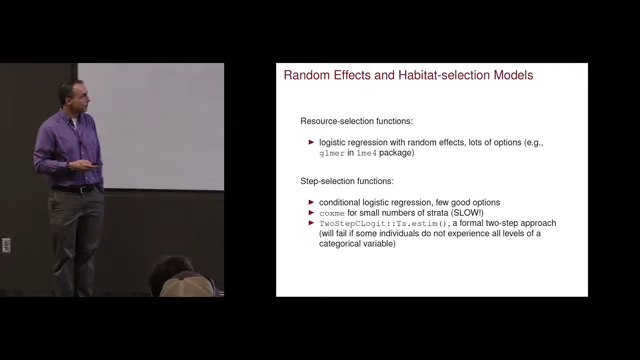 Random Effects and Habitat-selection Models
Resource-selection functions:
► logistic regression with random effects, lots of options (e.g.,
glmer in lme4 package)
Step-selection functions:
► conditional logistic regression, few good options
► coxme for small numbers of strata (SLOW!)
► TwoStepCLogit::Ts.estim(), a formal two-step approach
(will fail if some individuals do not experience all levels of a
categorical variable)